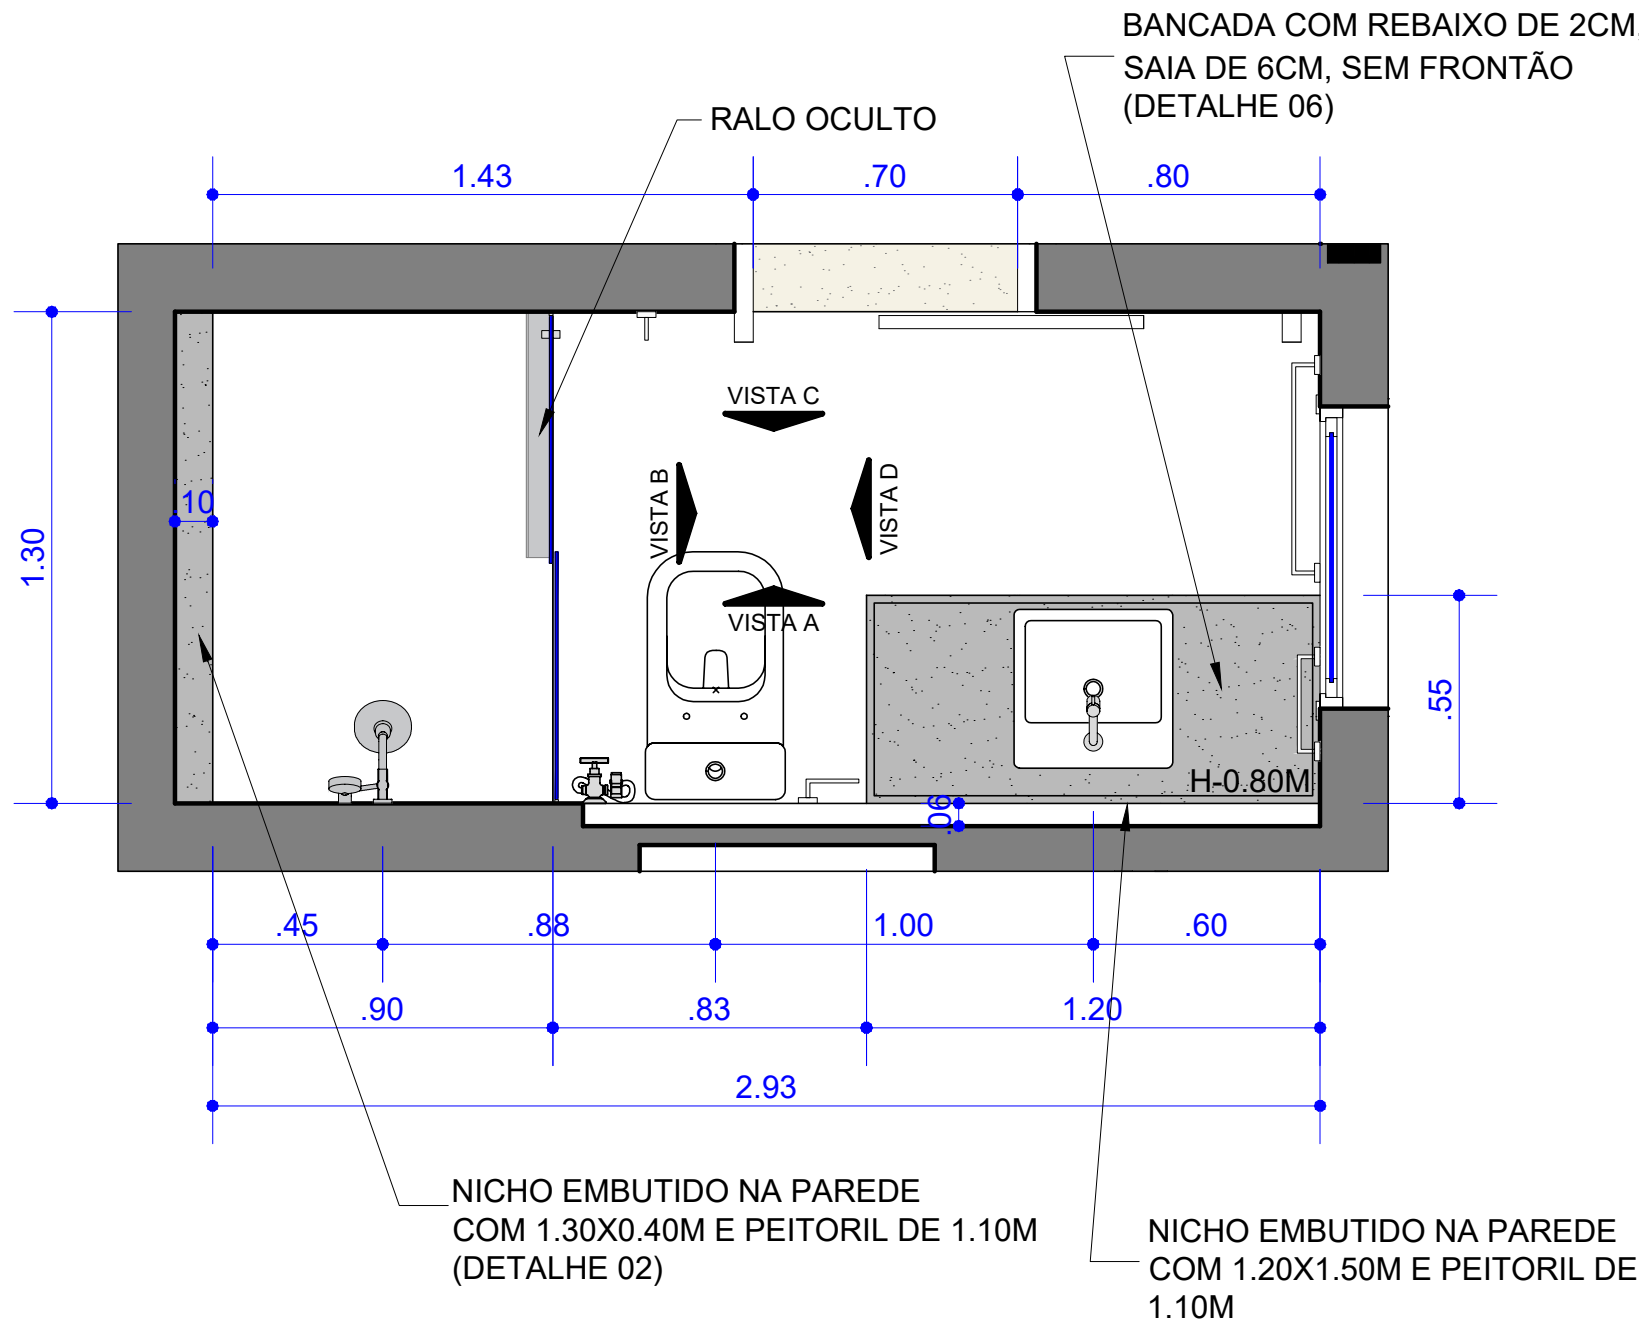 BANCADA COM REBAIXO DE 2CM,
SAIA DE 6CM, SEM FRONTÃO
(DETALHE 06)
RALO OCULTO
1.43
.70
.80
VISTA C
VISTA B
VISTA D
VISTA A
.10
1.30
.55
H-0.80M
.06
.45
.88
1.00
.60
.90
.83
1.20
2.93
NICHO EMBUTIDO NA PAREDE
COM 1.30X0.40M E PEITORIL DE 1.10M
(DETALHE 02)
NICHO EMBUTIDO NA PAREDE
COM 1.20X1.50M E PEITORIL DE
1.10M